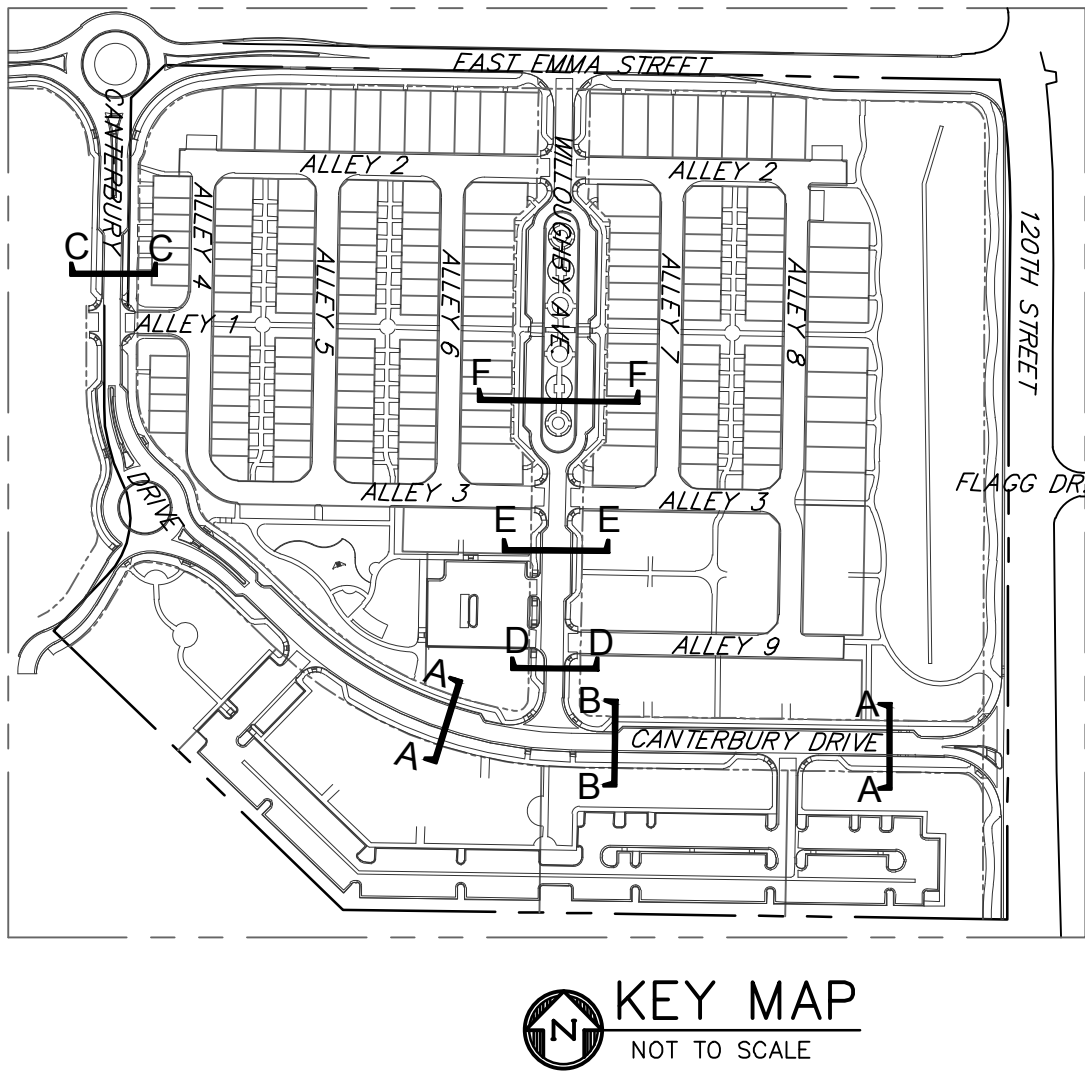 EAST EMMA STREET
CANTERBURY
DRIVE
WILLOUGHBY AVE
ALLEY 2
ALLEY 2
ALLEY 4
120TH STREET
C
C
ALLEY 5
ALLEY 6
ALLEY 7
ALLEY 8
ALLEY 1
F
F
FLAGG DR
ALLEY 3
ALLEY 3
E
E
D
D
ALLEY 9
A
A
B
B
CANTERBURY DRIVE
A
A
N
KEY MAP
NOT TO SCALE